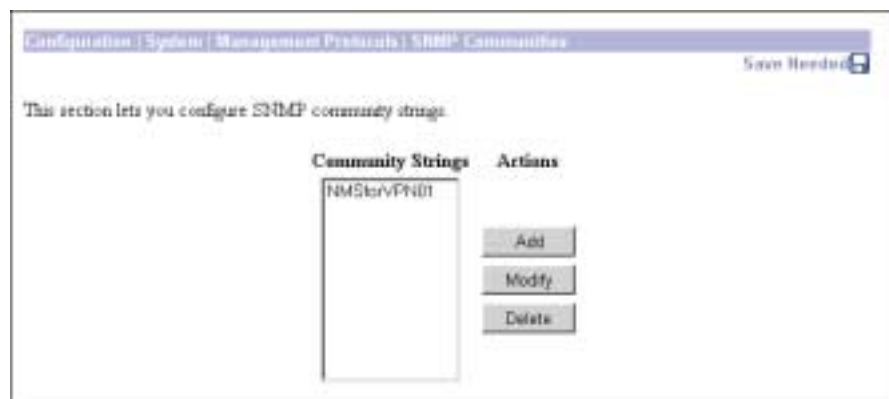 Configuration | System | Management Protocols | SNMP Communities
Save Needed
This section lets you configure SNMP community strings.
Community Strings Actions
NMSforVPN01
Add
Modify
Delete